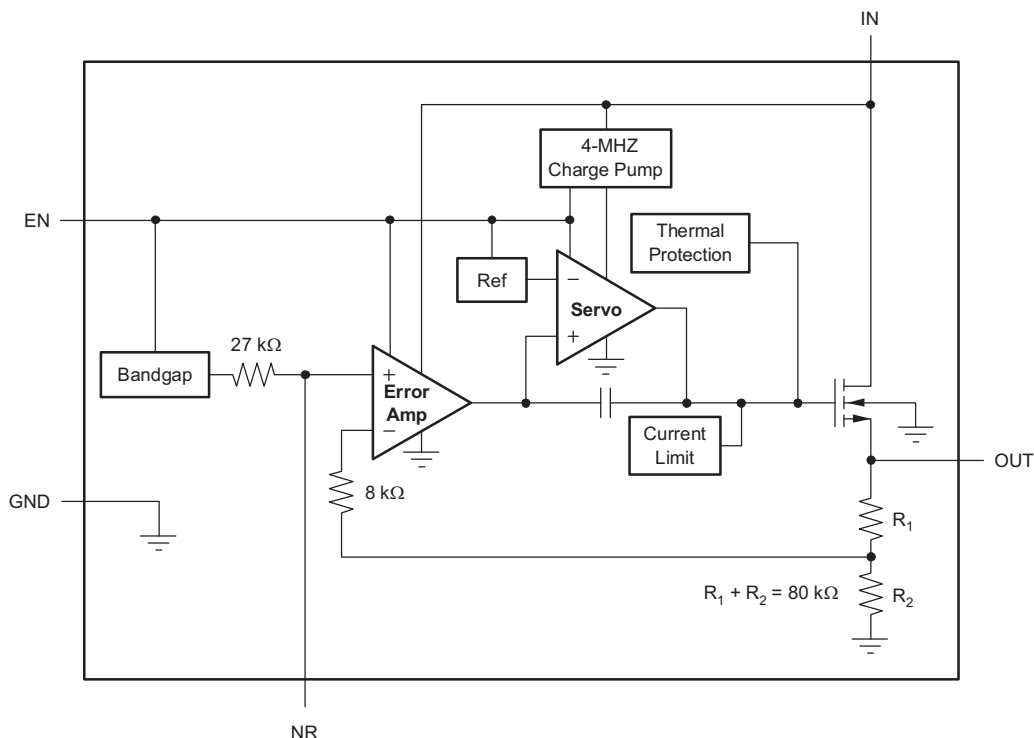 IN
4-MHZ
Charge Pump
EN
Thermal
Protection
Ref
−
Servo
+
27 kΩ
Bandgap
+
Error
Amp
−
Current
Limit
OUT
8 kΩ
GND
R1
R1 + R2 = 80 kΩ
R2
NR